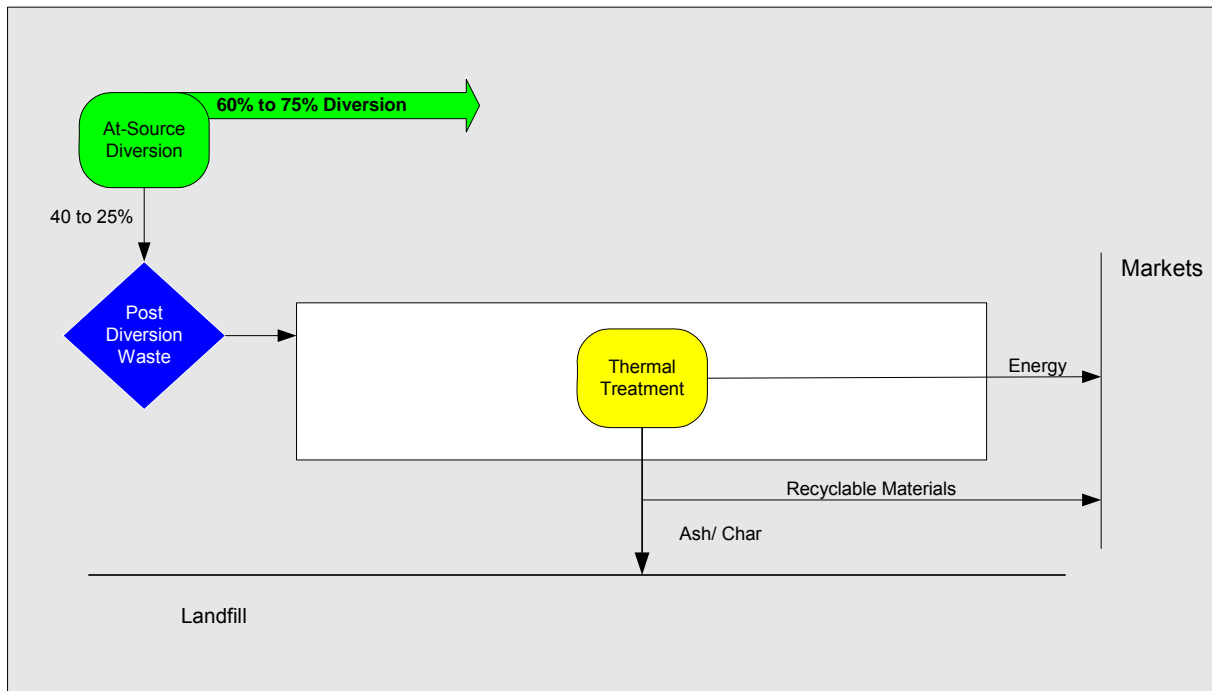 60% to 75% Diversion
At-Source
Diversion
40 to 25%
Markets
Post
Diversion
Waste
Thermal
Treatment
Energy
Recyclable Materials
Ash/ Char
Landfill